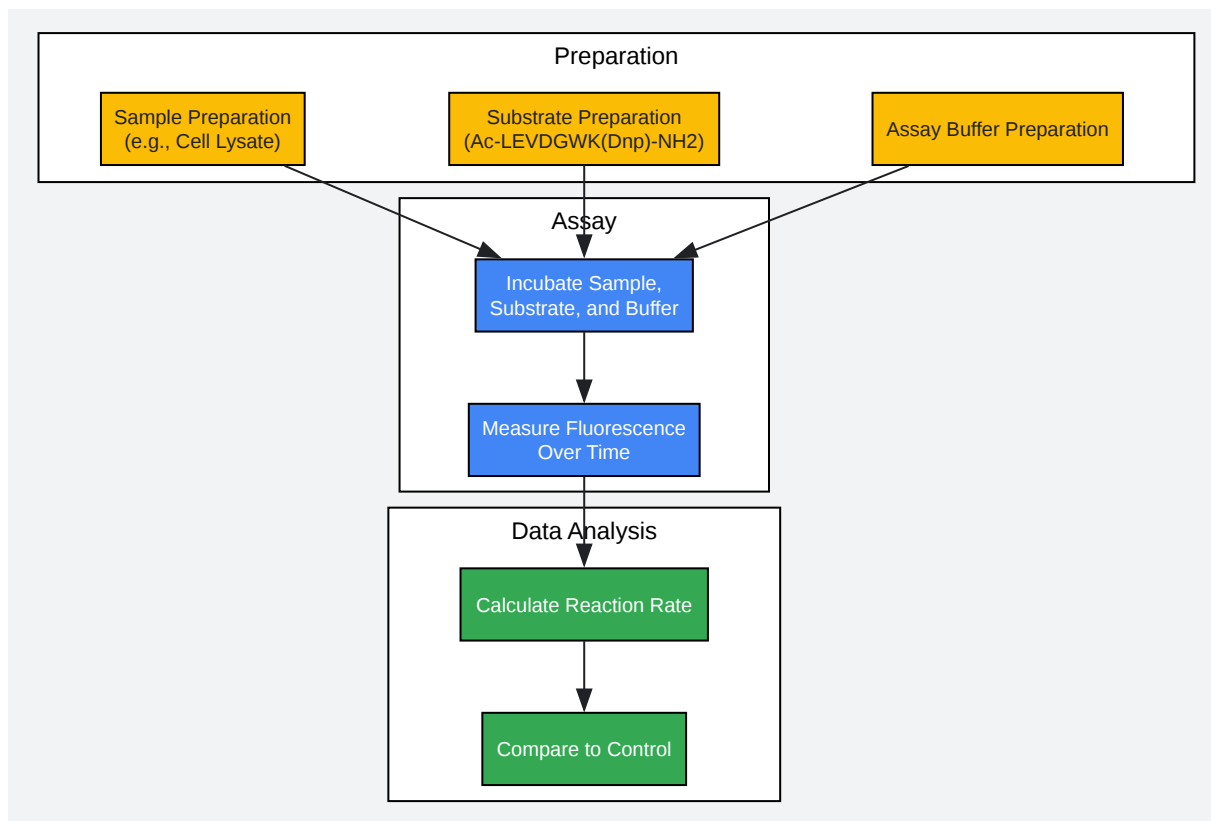 Preparation
Sample Preparation
(e.g., Cell Lysate)
Substrate Preparation
(Ac-LEVDGWK(Dnp)-NH2)
Assay Buffer Preparation
Assay
Incubate Sample,
Substrate, and Buffer
Measure Fluorescence
Over Time
Data Analysis
Calculate Reaction Rate
Compare to Control